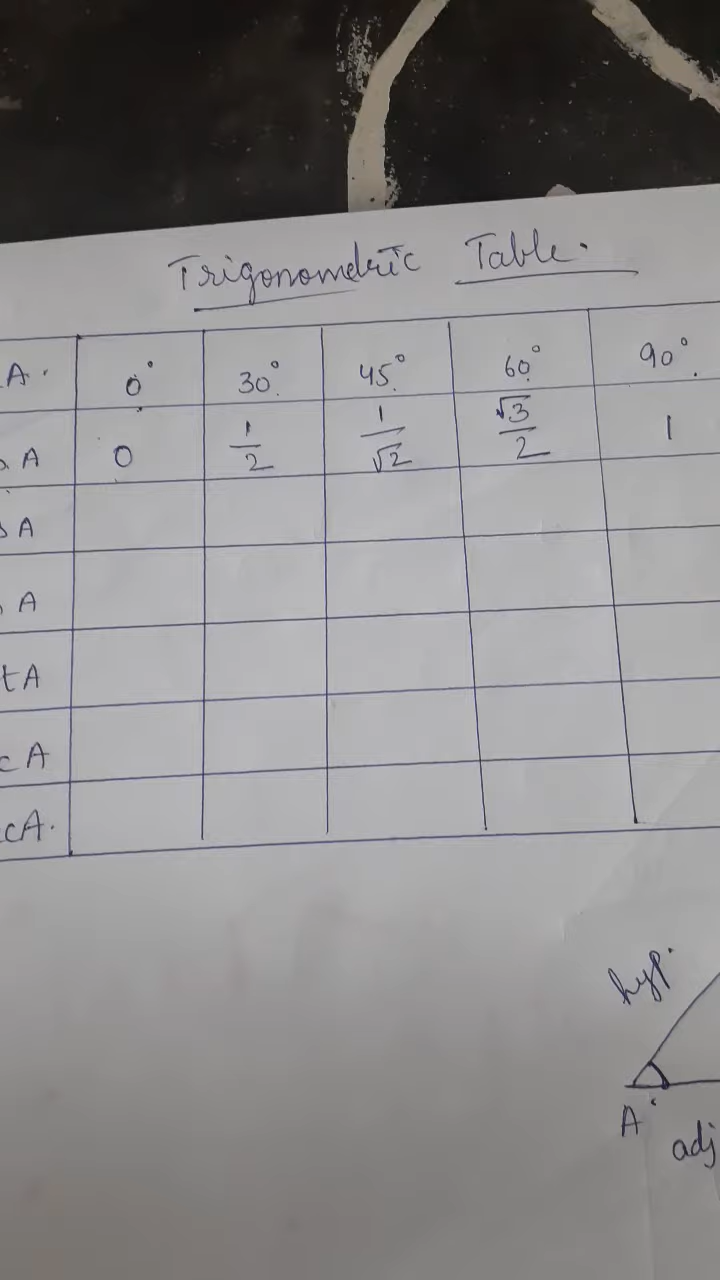 Trigonometric Table.
A. 0° 30° 45° 60° 90°
A 0 1/2 1/√2 √3/2 1
A
A
tA
cA
cA.
hyp.
A
adj